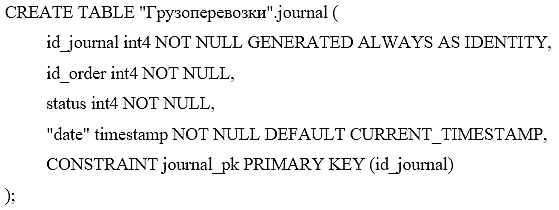 CREATE TABLE "Грузоперевозки".journal (
id_journal int4 NOT NULL GENERATED ALWAYS AS IDENTITY,
id_order int4 NOT NULL,
status int4 NOT NULL,
"date" timestamp NOT NULL DEFAULT CURRENT_TIMESTAMP,
CONSTRAINT journal_pk PRIMARY KEY (id_journal)
);